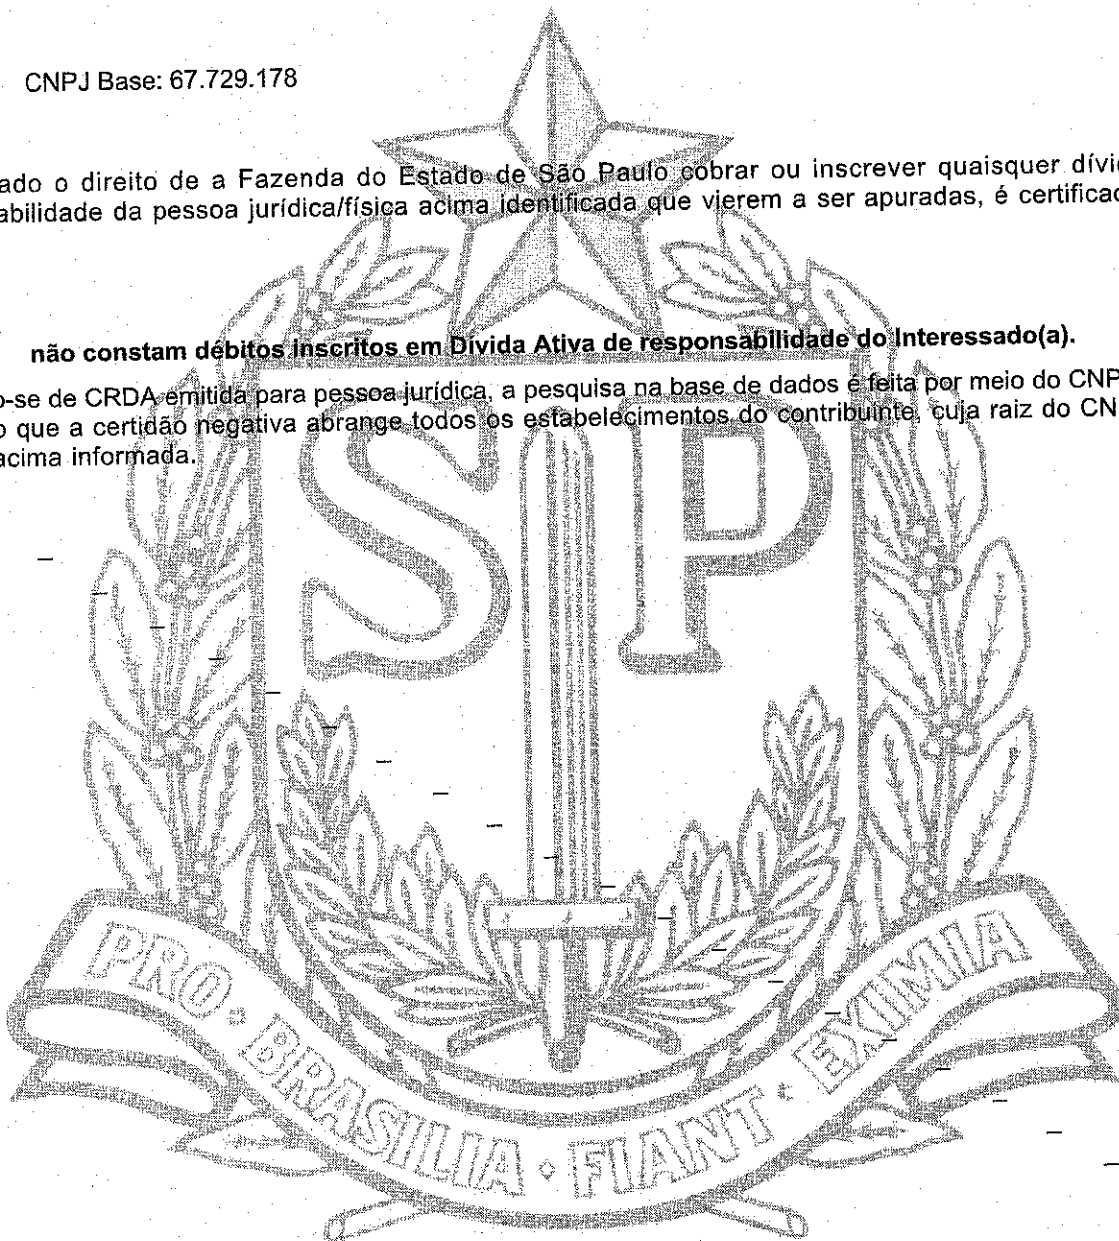 CNPJ Base: 67.729.178
ado o direito de a Fazenda do Estado de São Paulo cobrar ou inscrever quaisquer dívi
abilidade da pessoa jurídica/física acima identificada que vierem a ser apuradas, é certifica
não constam débitos inscritos em Dívida Ativa de responsabilidade do Interessado(a).
o-se de CRDA emitida para pessoa jurídica, a pesquisa na base de dados é feita por meio do CNP
o que a certidão negativa abrange todos os estabelecimentos do contribuinte, cuja raiz do CN
acima informada.
SP
PRO BRASILIA FIANT EXIMIA